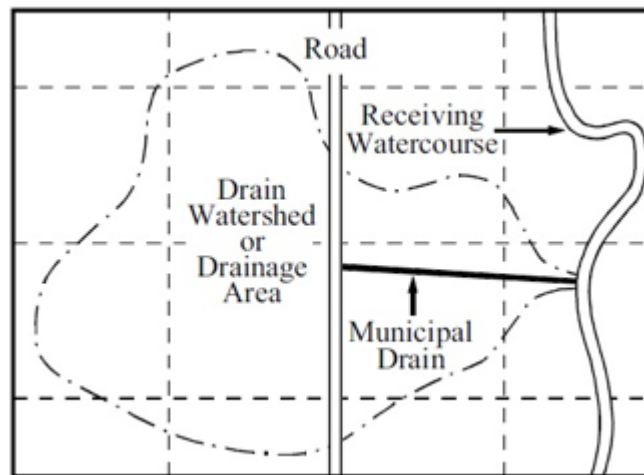 Road
Receiving
Watercourse
Drain
Watershed
or
Drainage
Area
Municipal
Drain